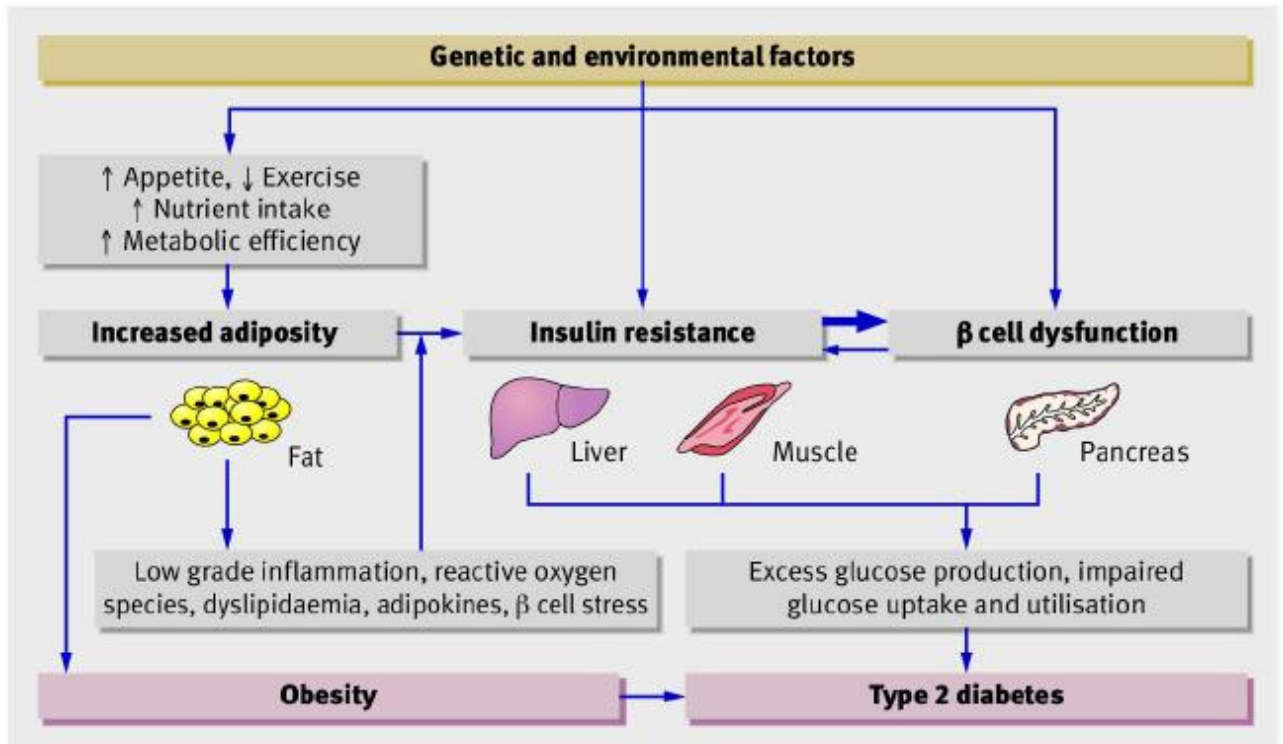 Genetic and environmental factors
↑ Appetite, ↓ Exercise
↑ Nutrient intake
↑ Metabolic efficiency
Increased adiposity
Insulin resistance
β cell dysfunction
Fat
Liver
Muscle
Pancreas
Low grade inflammation, reactive oxygen
species, dyslipidaemia, adipokines, β cell stress
Excess glucose production, impaired
glucose uptake and utilisation
Obesity
Type 2 diabetes